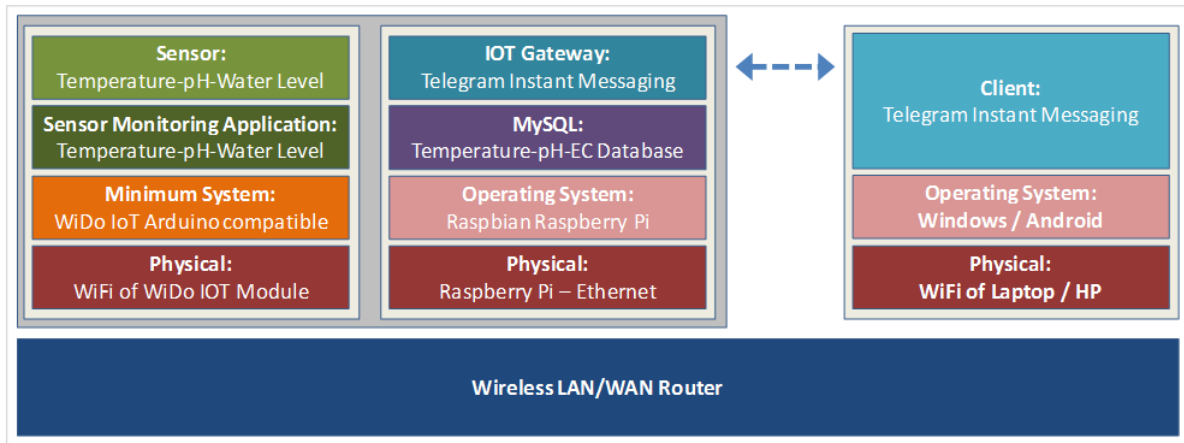 Sensor:
Temperature-pH-Water Level
Sensor Monitoring Application:
Temperature-pH-Water Level
Minimum System:
WiDo IoT Arduino compatible
Physical:
WiFi of WiDo IOT Module
IOT Gateway:
Telegram Instant Messaging
MySQL:
Temperature-pH-EC Database
Operating System:
Raspbian Raspberry Pi
Physical:
Raspberry Pi – Ethernet
Client:
Telegram Instant Messaging
Operating System:
Windows / Android
Physical:
WiFi of Laptop / HP
Wireless LAN/WAN Router